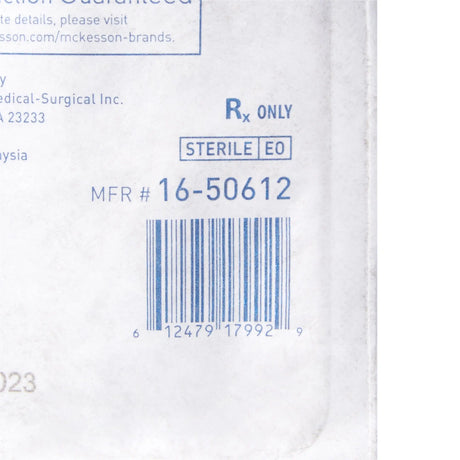 ction Guaranteed
te details, please visit
sson.com/mckesson-brands.
y
edical-Surgical Inc.
A 23233
ysia
Rx ONLY
STERILE EO
MFR # 16-50612
6 12479 17992 9
023